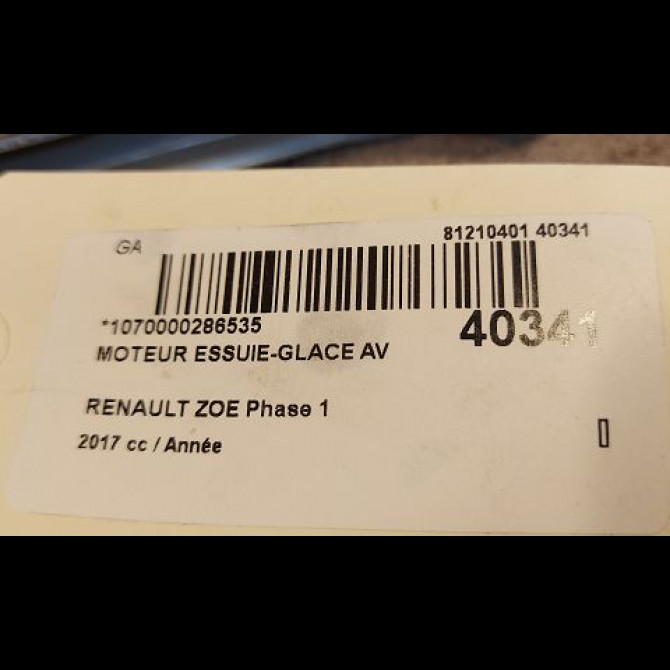 GA
81210401 40341
*1070000286535
40341
MOTEUR ESSUIE-GLACE AV
RENAULT ZOE Phase 1
2017 cc / Année